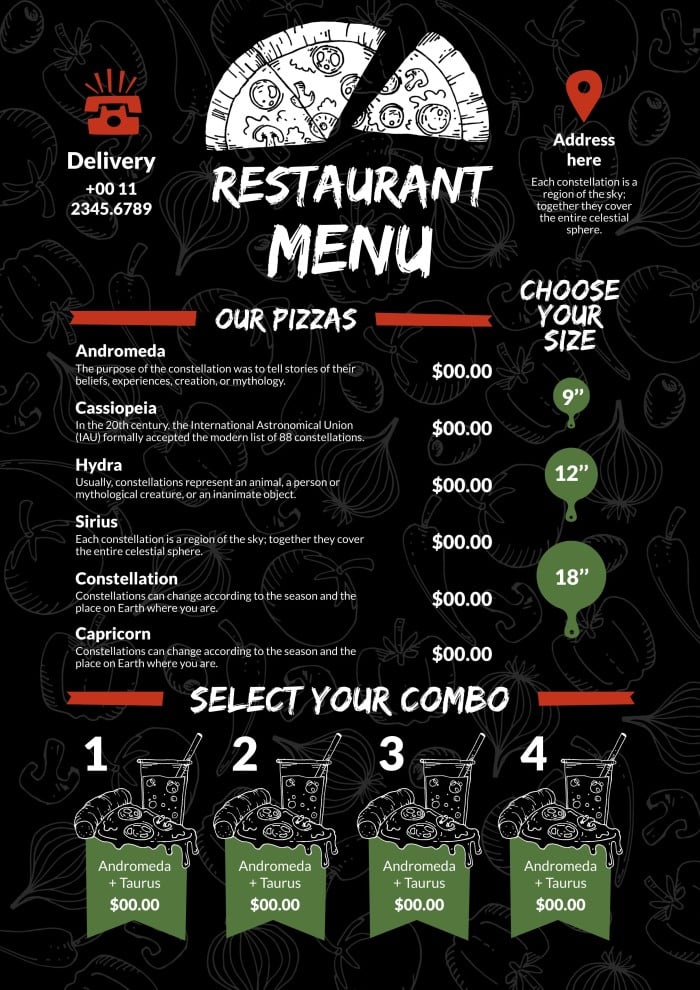 Delivery
+00 11
2345.6789
RESTAURANT
MENU
Address
here
Each constellation is a
region of the sky;
together they cover
the entire celestial
sphere.
OUR PIZZAS
Andromeda
The purpose of the constellation was to tell stories of their
beliefs, experiences, creation, or mythology.
$00.00
Cassiopeia
In the 20th century, the International Astronomical Union
(IAU) formally accepted the modern list of 88 constellations.
$00.00
Hydra
Usually, constellations represent an animal, a person or
mythological creature, or an inanimate object.
$00.00
Sirius
Each constellation is a region of the sky; together they cover
the entire celestial sphere.
$00.00
Constellation
Constellations can change according to the season and the
place on Earth where you are.
$00.00
Capricorn
Constellations can change according to the season and the
place on Earth where you are.
$00.00
CHOOSE
YOUR
SIZE
9”
12”
18”
SELECT YOUR COMBO
1
Andromeda
+ Taurus
$00.00
2
Andromeda
+ Taurus
$00.00
3
Andromeda
+ Taurus
$00.00
4
Andromeda
+ Taurus
$00.00